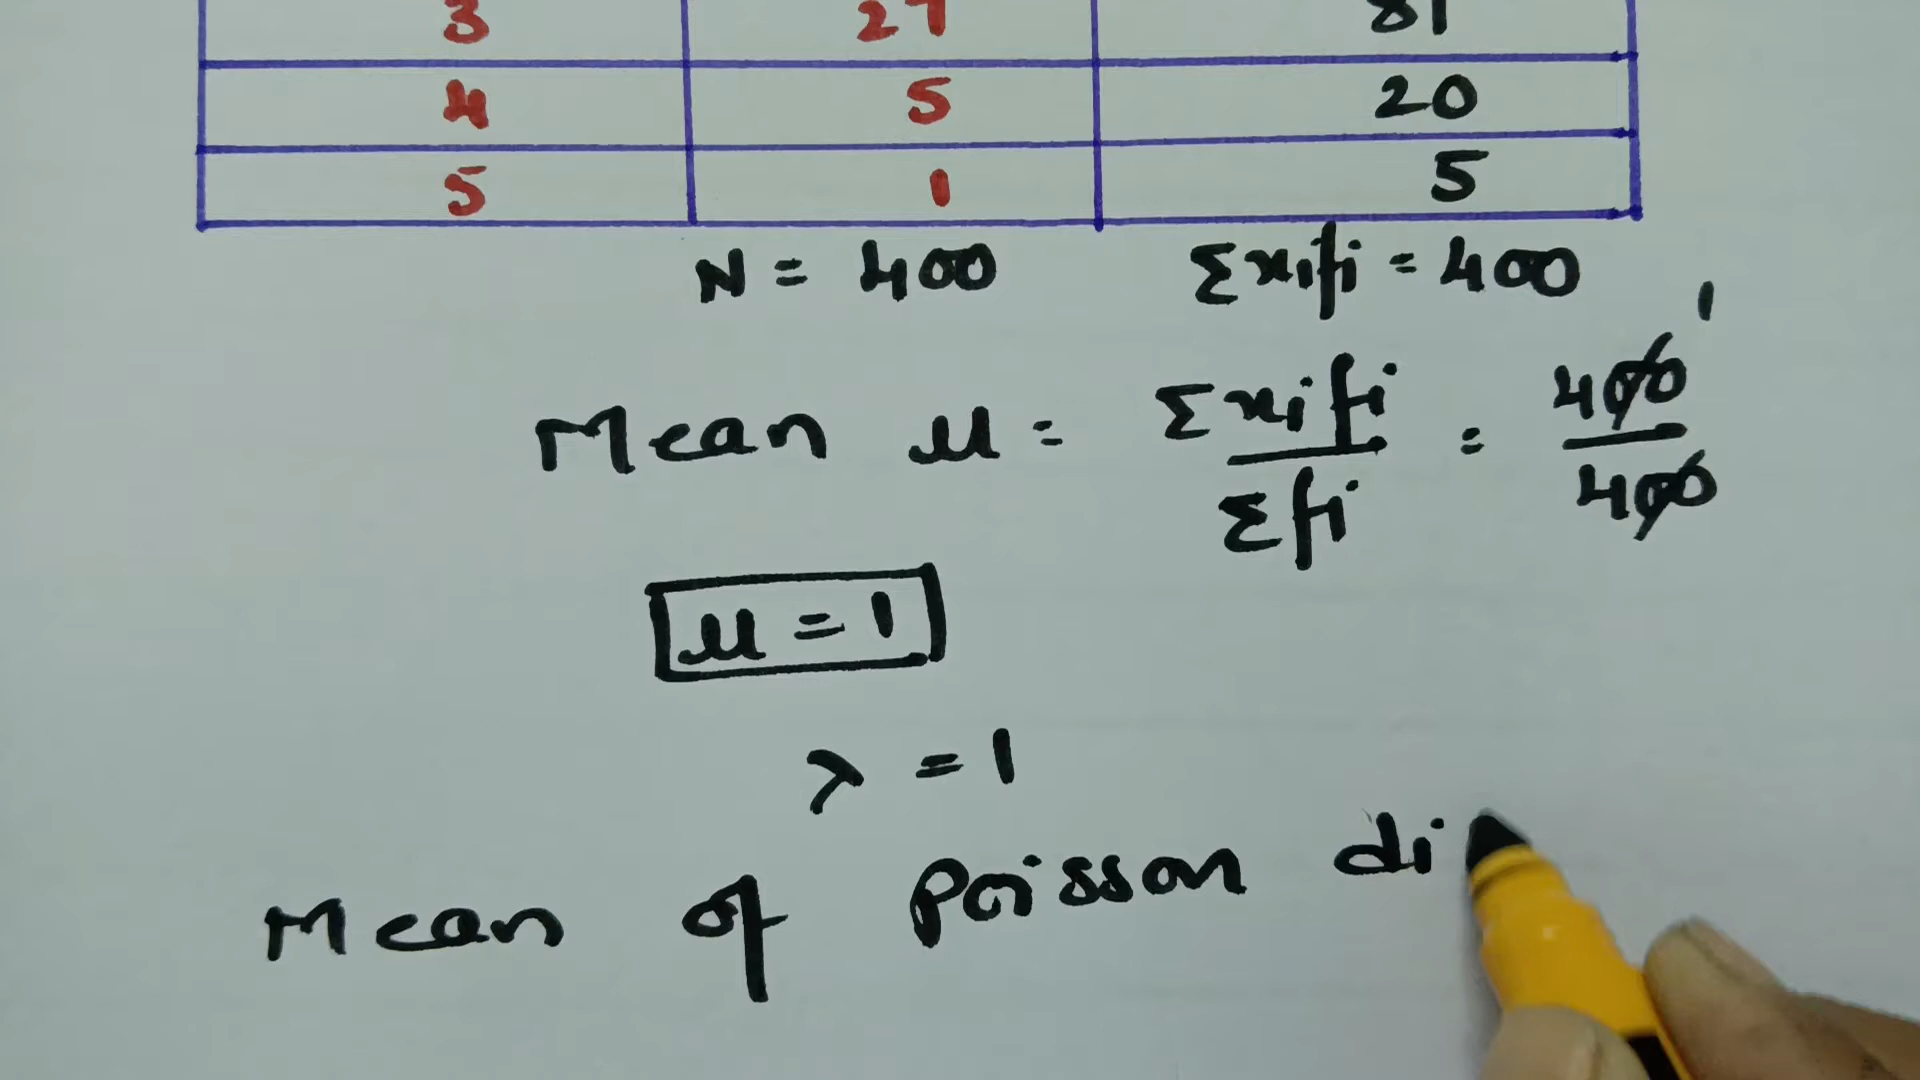 3 27 81
4 5 20
5 1 5
N = 400 Σxifi = 400
Mean μ = Σxifi / Σfi = 400 / 400 1
μ = 1
λ = 1
Mean of Poisson di